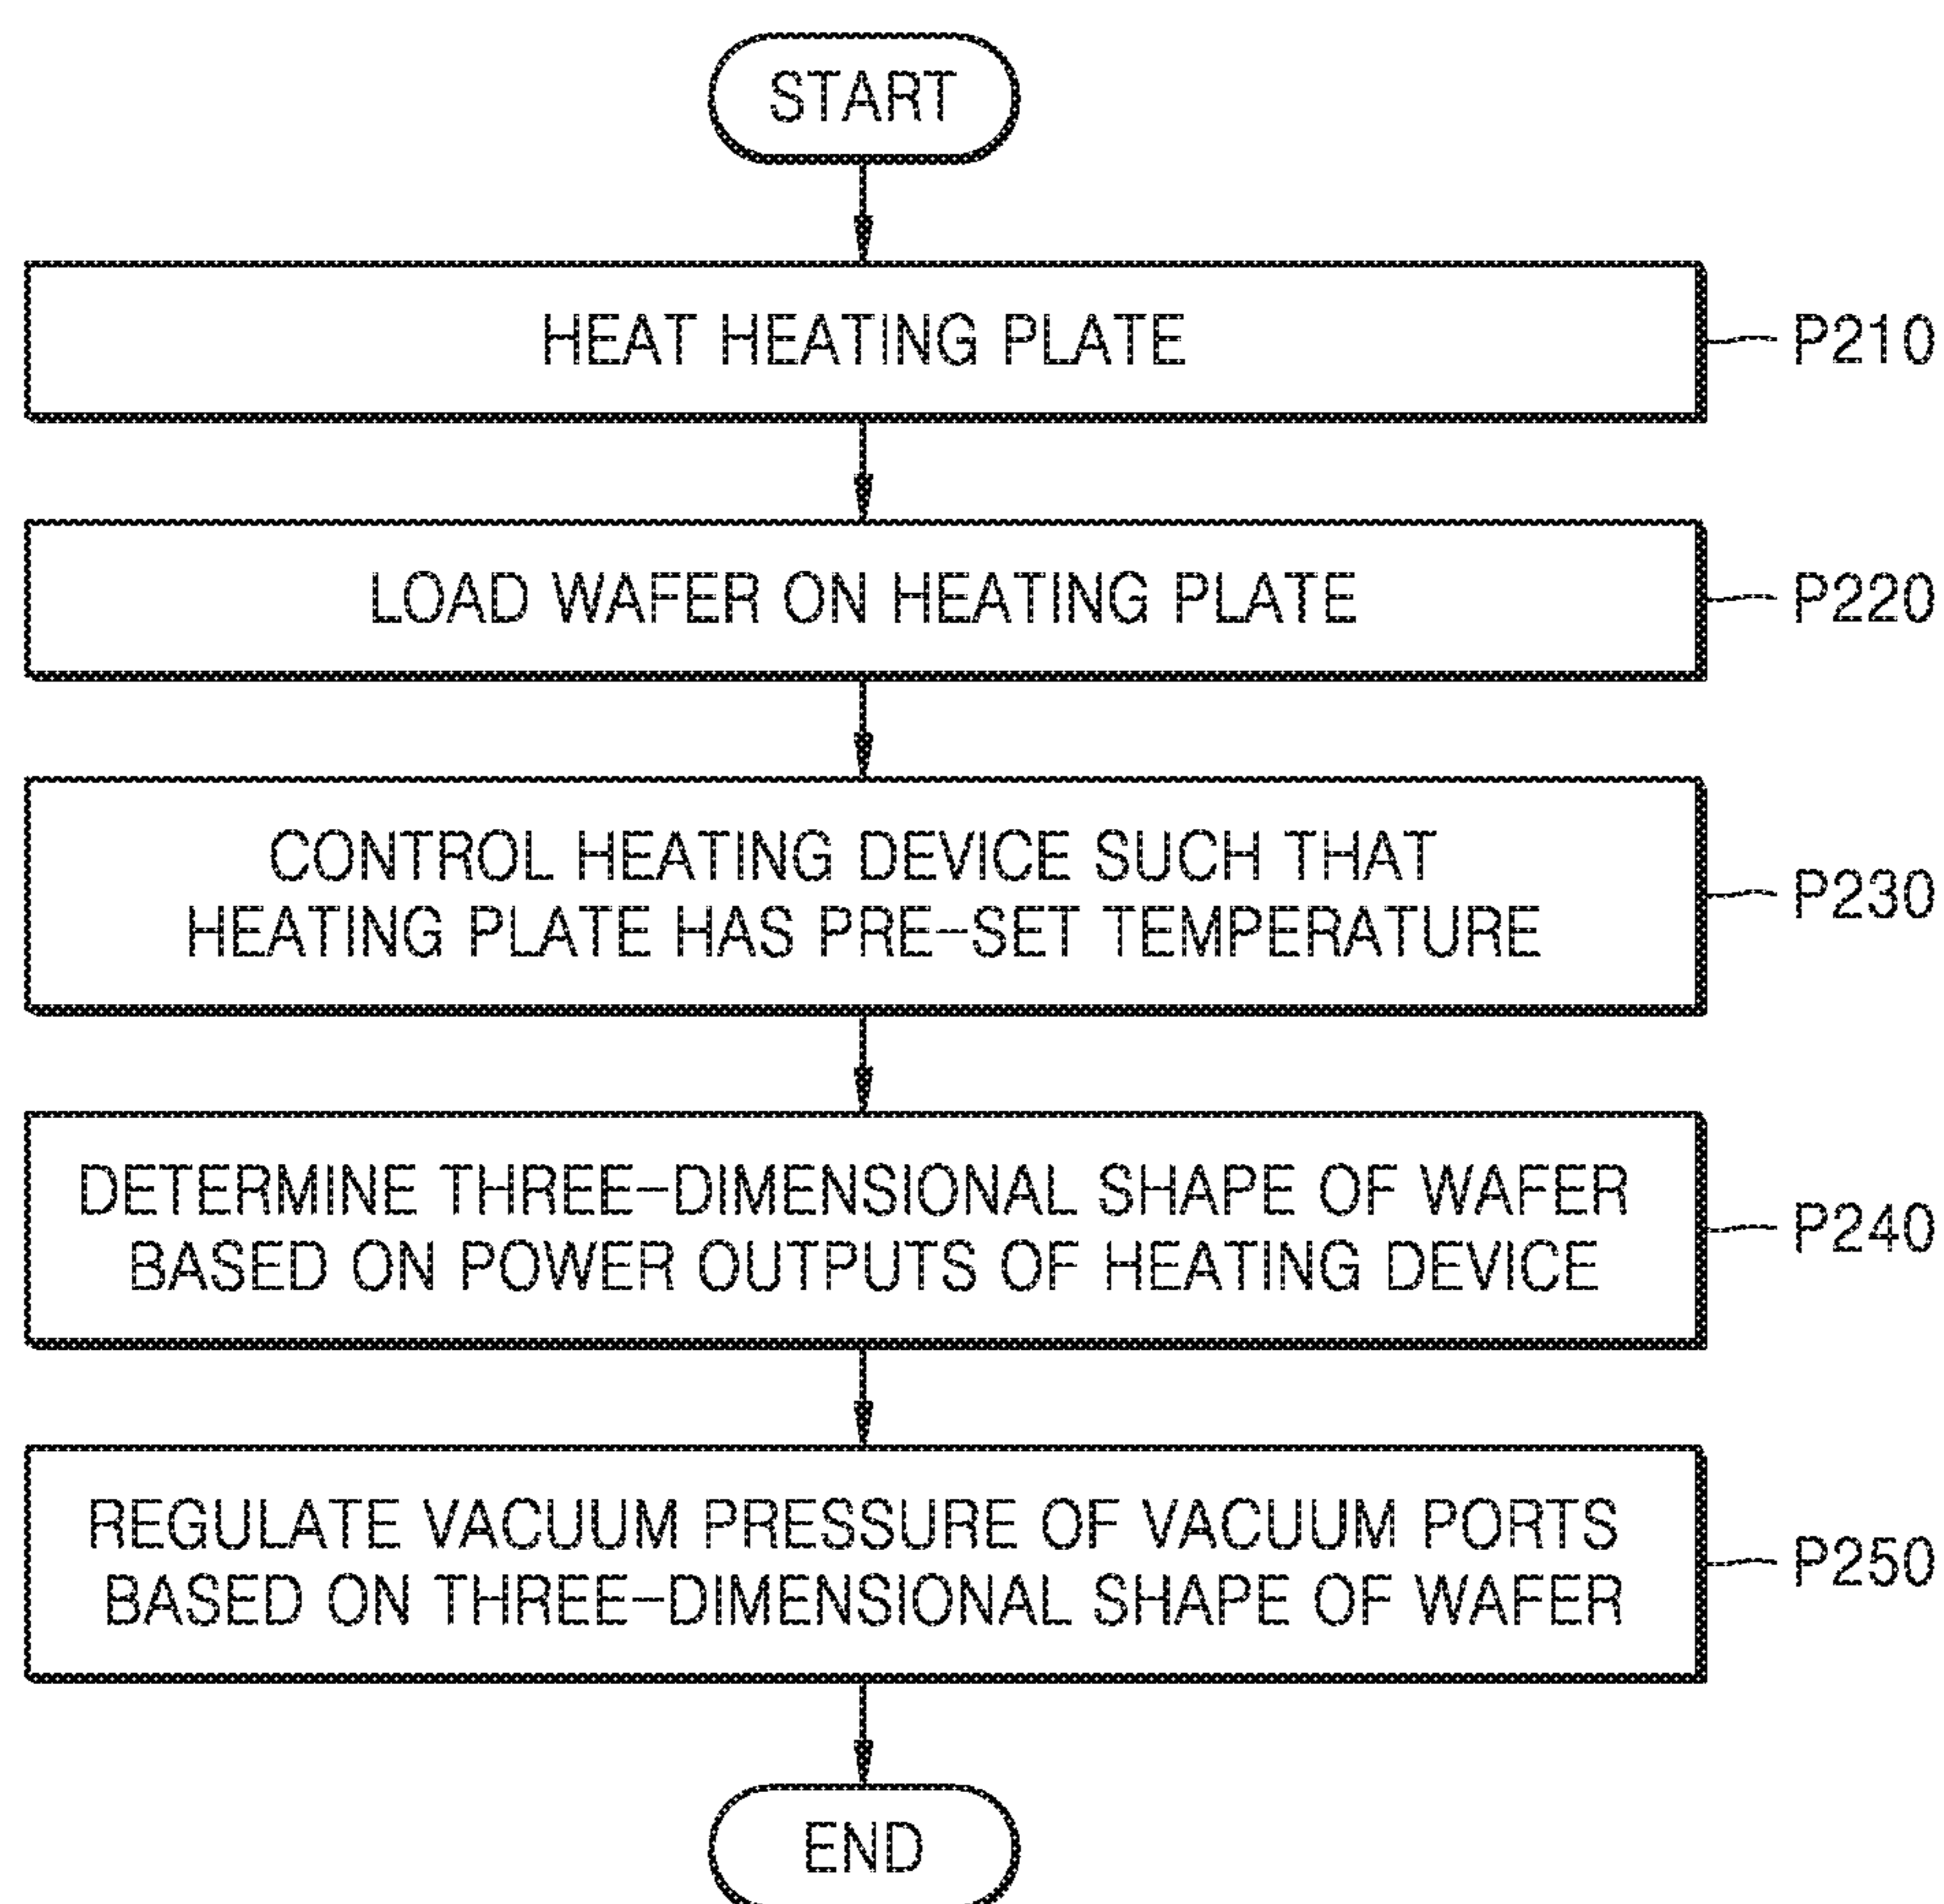 START
HEAT HEATING PLATE
P210
LOAD WAFER ON HEATING PLATE
P220
CONTROL HEATING DEVICE SUCH THAT
HEATING PLATE HAS PRE-SET TEMPERATURE
P230
DETERMINE THREE-DIMENSIONAL SHAPE OF WAFER
BASED ON POWER OUTPUTS OF HEATING DEVICE
P240
REGULATE VACUUM PRESSURE OF VACUUM PORTS
BASED ON THREE-DIMENSIONAL SHAPE OF WAFER
P250
END